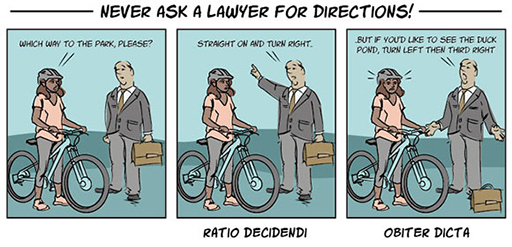 NEVER ASK A LAWYER FOR DIRECTIONS!
WHICH WAY TO THE PARK, PLEASE?
STRAIGHT ON AND TURN RIGHT.
..BUT IF YOU'D LIKE TO SEE THE DUCK
POND, TURN LEFT THEN THIRD RIGHT
RATIO DECIDENDI
OBITER DICTA